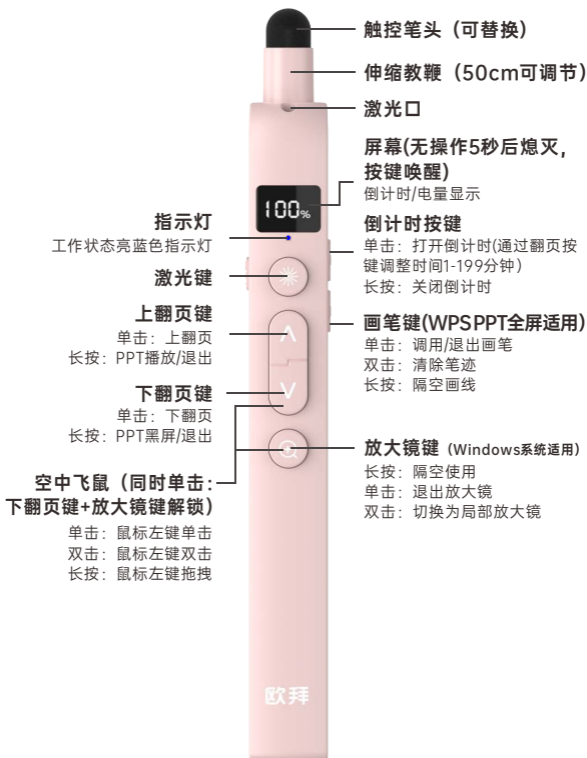 触控笔头（可替换）
伸缩教鞭（50cm可调节）
激光口
屏幕(无操作5秒后熄灭，
按键唤醒)
倒计时/电量显示
100%
指示灯
工作状态亮蓝色指示灯
倒计时按键
单击：打开倒计时(通过翻页按
键调整时间1-199分钟）
长按：关闭倒计时
激光键
上翻页键
单击：上翻页
长按：PPT播放/退出
画笔键(WPSPPT全屏适用)
单击：调用/退出画笔
双击：清除笔迹
长按：隔空画线
下翻页键
单击：下翻页
长按：PPT黑屏/退出
放大镜键（Windows系统适用）
长按：隔空使用
单击：退出放大镜
双击：切换为局部放大镜
空中飞鼠（同时单击：
下翻页键+放大镜键解锁）
单击：鼠标左键单击
双击：鼠标左键双击
长按：鼠标左键拖拽
欧拜